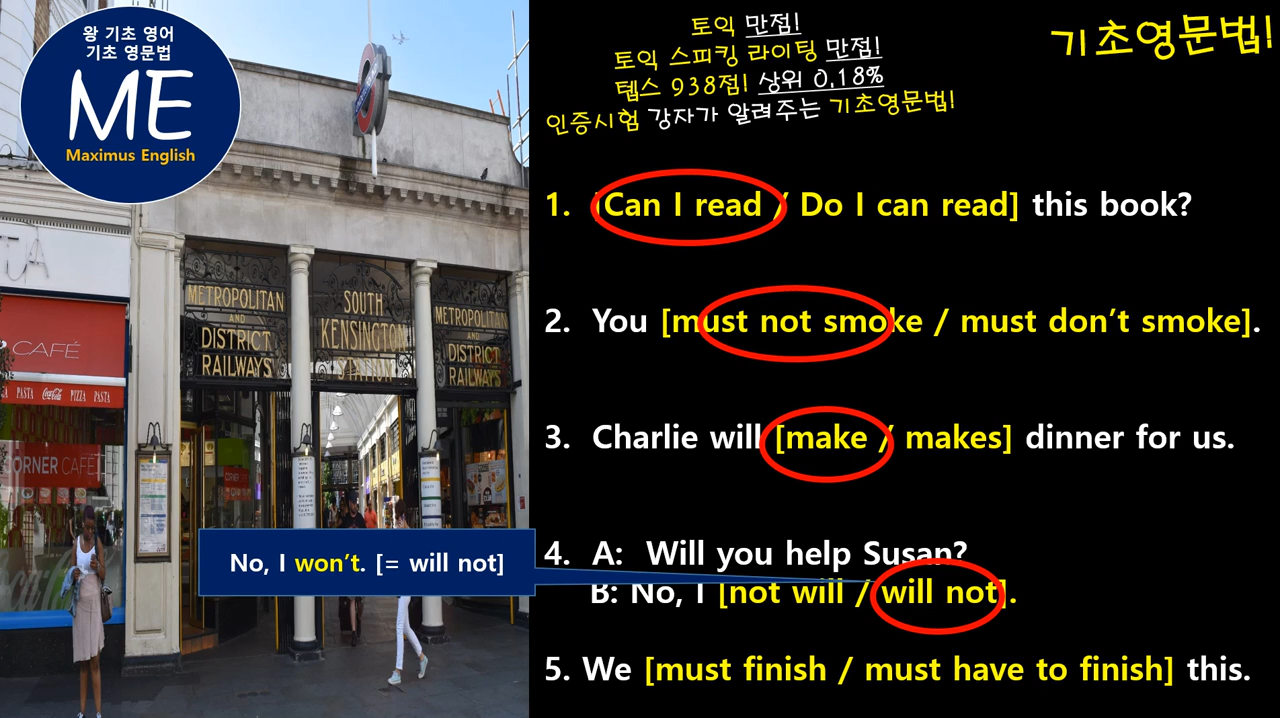 왕 기초 영어
기초 영문법
ME
Maximus English
토익 만점!
토익 스피킹 라이팅 만점!
텝스 938점! 상위 0.18%
인증시험 강자가 알려주는 기초영문법!
기초영문법!
CAFÉ
PASTA Coca-Cola PIZZA PASTA
CORNER CAFÉ
METROPOLITAN
AND
DISTRICT
RAILWAYS
SOUTH
KENSINGTON
STATION
METROPOLITAN
AND
DISTRICT
RAILWAYS
1. [Can I read / Do I can read] this book?
2. You [must not smoke / must don’t smoke].
3. Charlie will [make / makes] dinner for us.
4. A: Will you help Susan?
B: No, I [not will / will not].
No, I won’t. [= will not]
5. We [must finish / must have to finish] this.